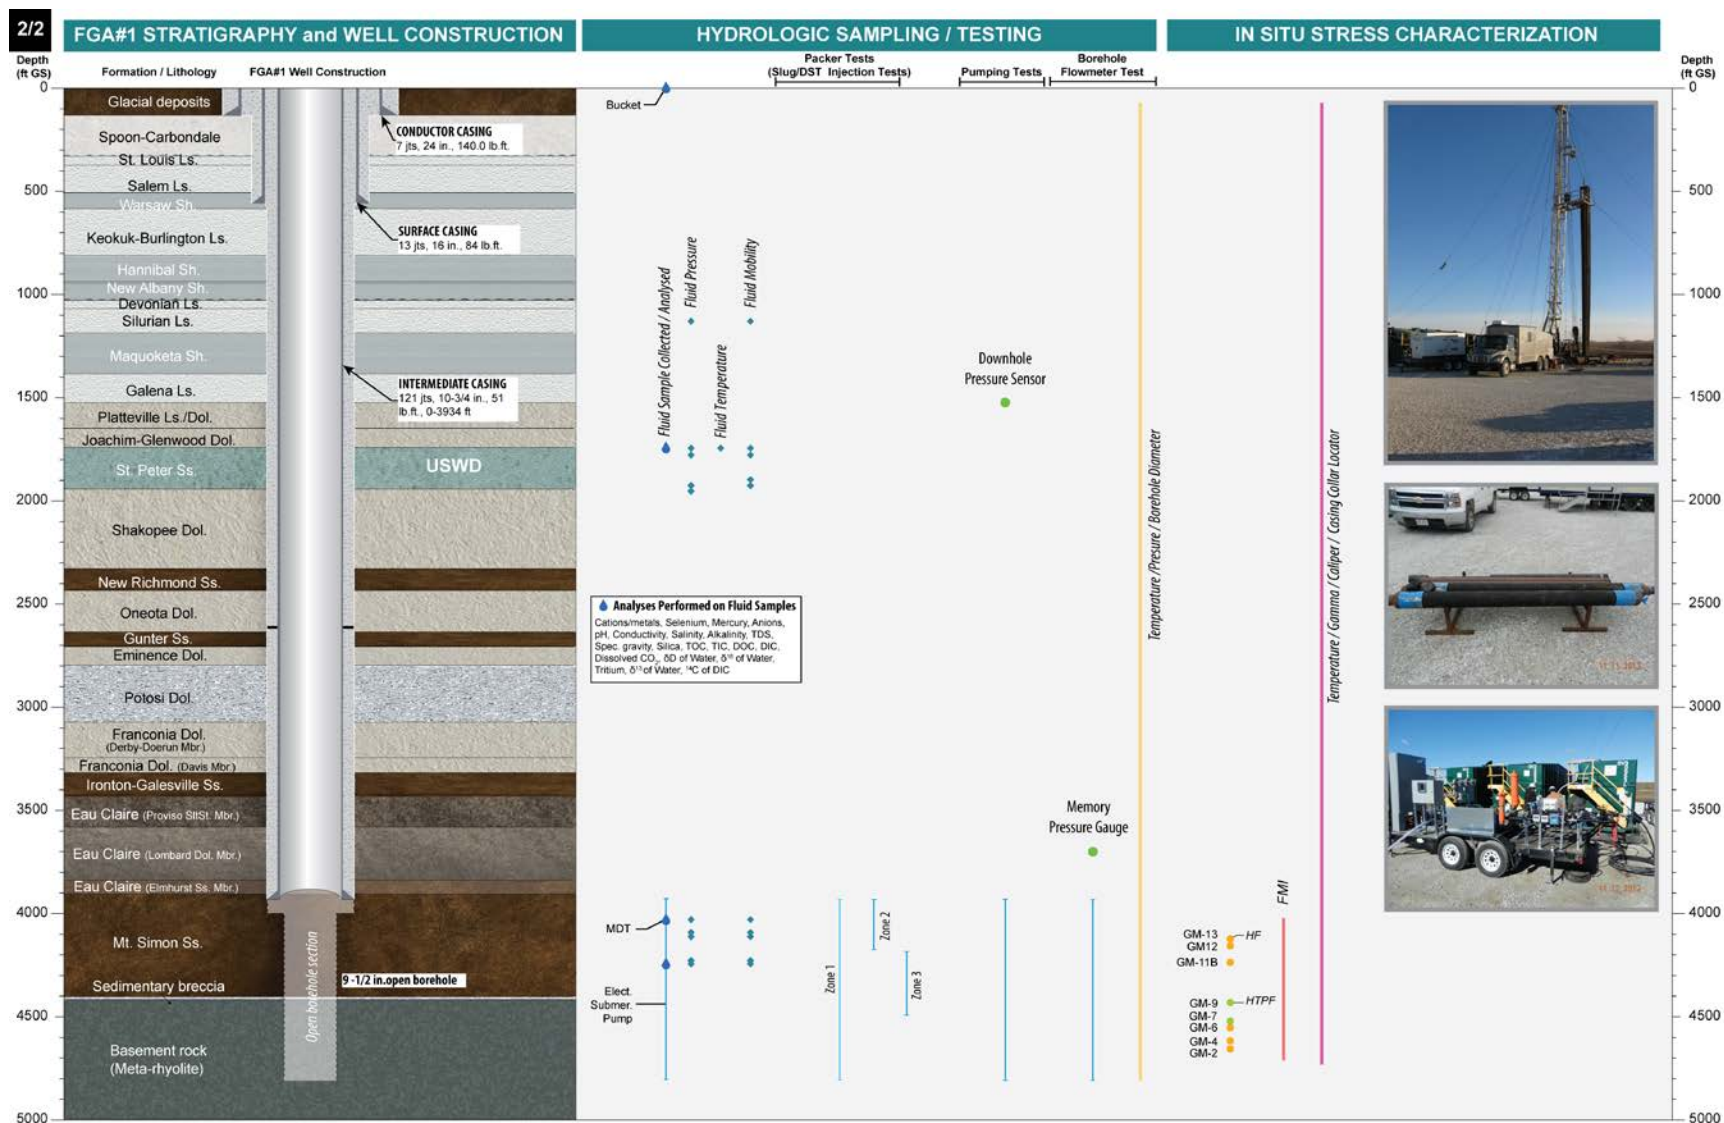 2/2
FGA#1 STRATIGRAPHY and WELL CONSTRUCTION
HYDROLOGIC SAMPLING / TESTING
IN SITU STRESS CHARACTERIZATION
Depth
(ft GS)
Formation / Lithology
FGA#1 Well Construction
Packer Tests
(Slug/DST Injection Tests)
Pumping Tests
Borehole
Flowmeter Test
Depth
(ft GS)
0
500
1000
1500
2000
2500
3000
3500
4000
4500
5000
Glacial deposits
Spoon-Carbondale
St. Louis Ls.
Salem Ls.
Warsaw Sh.
Keokuk-Burlington Ls.
Hannibal Sh.
New Albany Sh.
Devonian Ls.
Silurian Ls.
Maquoketa Sh.
Galena Ls.
Platteville Ls./Dol.
Joachim-Glenwood Dol.
St. Peter Ss.
USWD
Shakopee Dol.
New Richmond Ss.
Oneota Dol.
Gunter Ss.
Eminence Dol.
Potosi Dol.
Franconia Dol.
(Derby-Doerun Mbr.)
Franconia Dol. (Davis Mbr.)
Ironton-Galesville Ss.
Eau Claire (Proviso SltSt. Mbr.)
Eau Claire (Lombard Dol. Mbr.)
Eau Claire (Elmhurst Ss. Mbr.)
Mt. Simon Ss.
Sedimentary breccia
Basement rock
(Meta-rhyolite)
CONDUCTOR CASING
7 jts, 24 in., 140.0 lb.ft.
SURFACE CASING
13 jts, 16 in., 84 lb.ft.
INTERMEDIATE CASING
121 jts, 10-3/4 in., 51
lb.ft., 0-3934 ft
9 -1/2 in.open borehole
Open borehole section
Bucket
Fluid Sample Collected / Analysed
Fluid Pressure
Fluid Temperature
Fluid Mobility
Downhole
Pressure Sensor
Analyses Performed on Fluid Samples
Cations/metals, Selenium, Mercury, Anions,
pH, Conductivity, Salinity, Alkalinity, TDS,
Spec. gravity, Silica, TOC, TIC, DOC, DIC,
Dissolved CO₂, δD of Water, δ¹⁸ of Water,
Tritium, δ¹³ of Water, ¹⁴C of DIC
Memory
Pressure Gauge
MDT
Elect.
Submer.
Pump
Zone 1
Zone 2
Zone 3
Temperature /Presure / Borehole Diameter
Temperature / Gamma / Caliper / Casing Collar Locator
FMI
GM-13
HF
GM12
GM-11B
GM-9
HTPF
GM-7
GM-6
GM-4
GM-2
0
500
1000
1500
2000
2500
3000
3500
4000
4500
5000